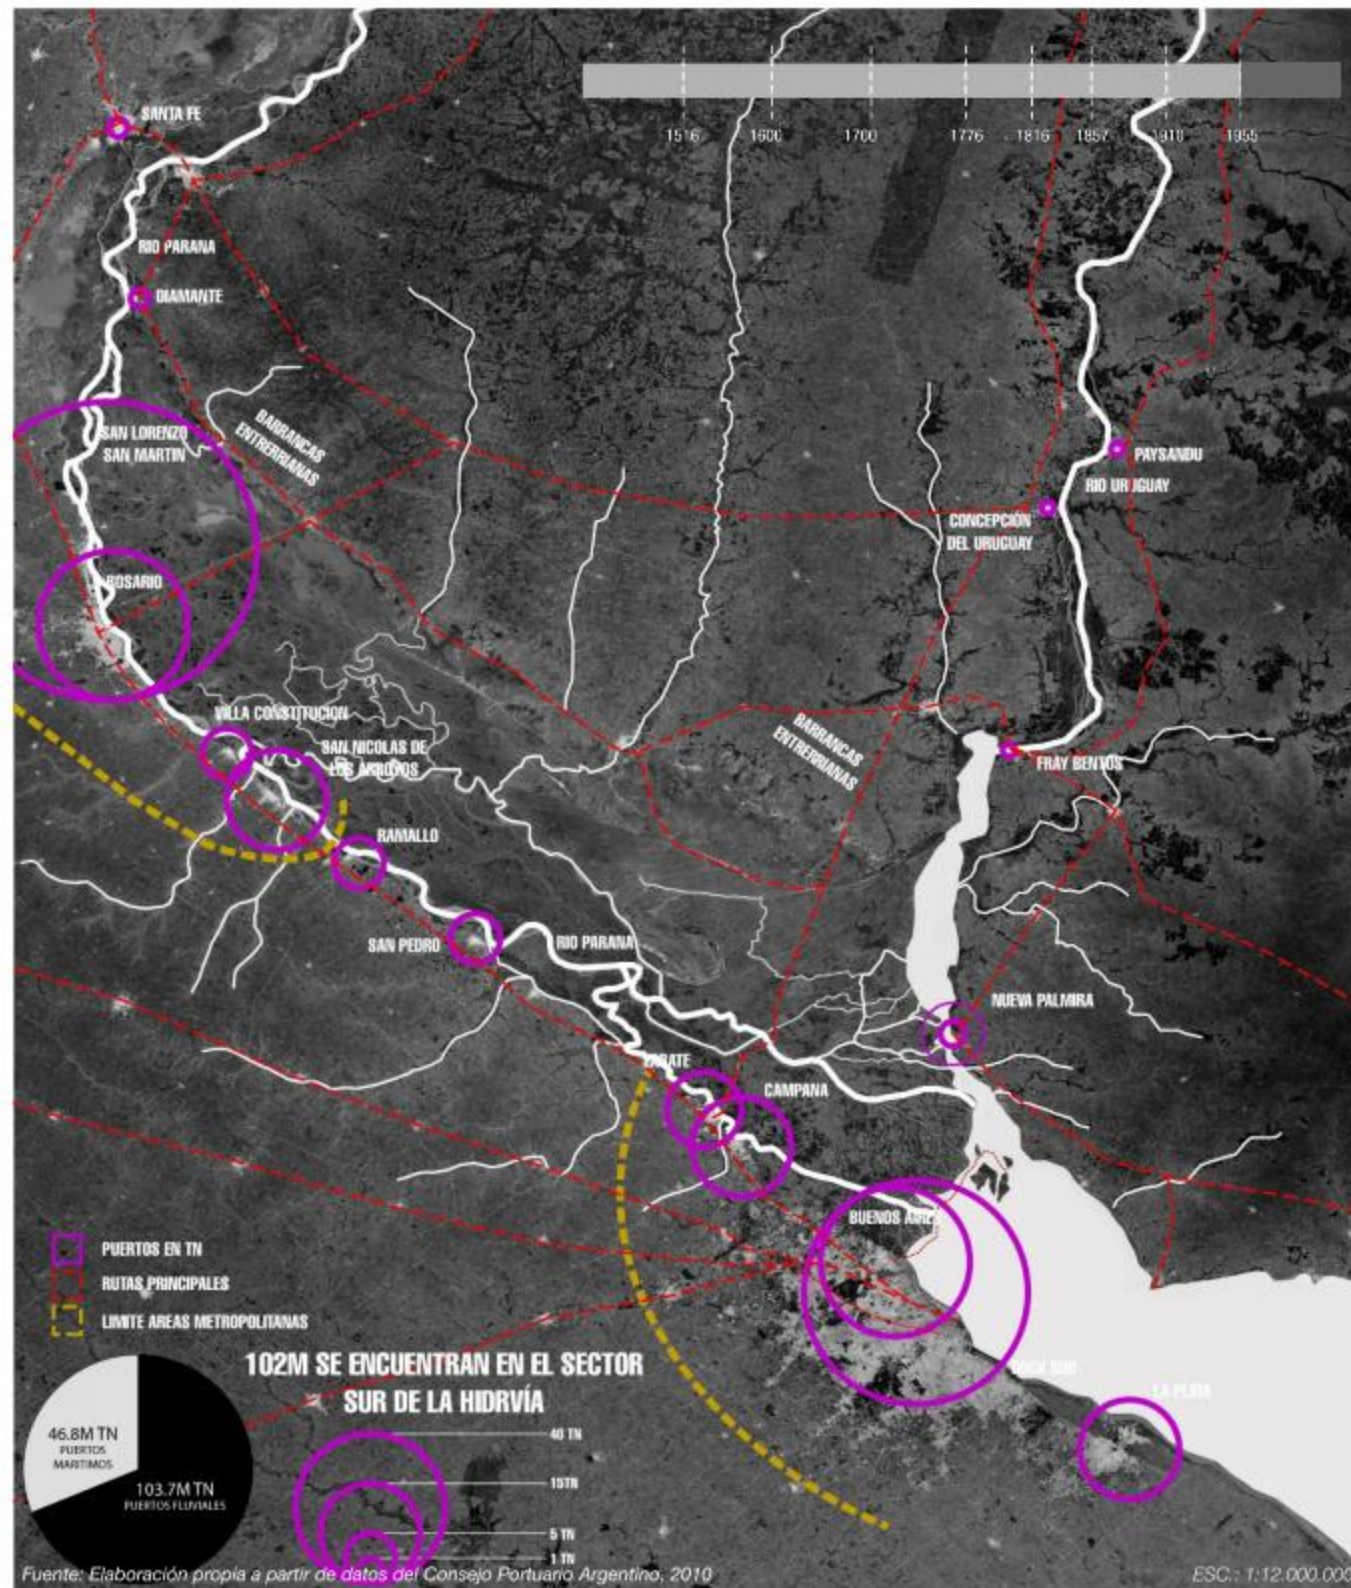 1516 1600 1700 1776 1816 1857 1910 1955
SANTA FE
RIO PARANA
DIAMANTE
SAN LORENZO
SAN MARTIN
BARRANCAS
ENTRERRIANAS
PAYSANDU
RIO URUGUAY
CONCEPCIÓN
DEL URUGUAY
ROSARIO
VILLA CONSTITUCION
SAN NICOLAS DE
LOS ARROYOS
BARRANCAS
ENTRERRIANAS
FRAY BENTOS
RAMALLO
SAN PEDRO
RIO PARANA
NUEVA PALMIRA
ZARATE
CAMPANA
BUENOS AIRES
DOCK SUD
LA PLATA
PUERTOS EN TN
RUTAS PRINCIPALES
LIMITE AREAS METROPOLITANAS
102M SE ENCUENTRAN EN EL SECTOR
SUR DE LA HIDRVÍA
46.8M TN
PUERTOS
MARITIMOS
103.7M TN
PUERTOS FLUVIALES
40 TN
15TN
5 TN
1 TN
Fuente: Elaboración propia a partir de datos del Consejo Portuario Argentino, 2010
ESC.: 1:12.000.000